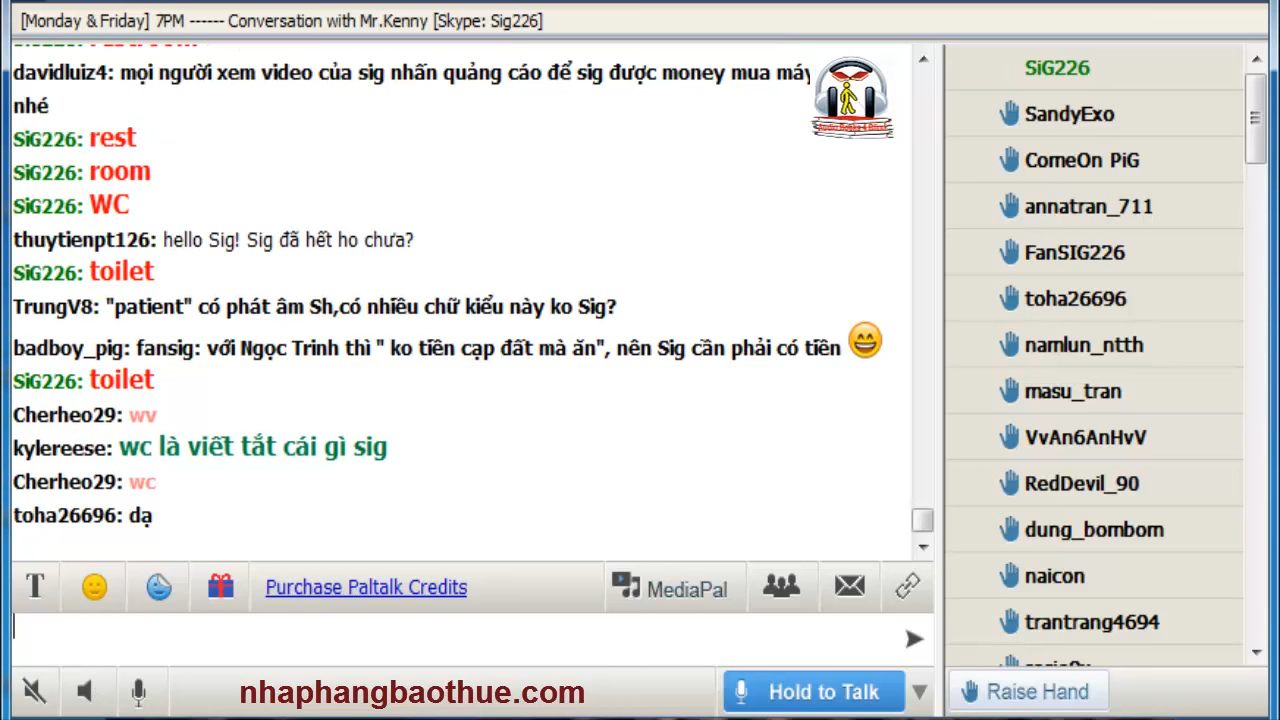 [Monday & Friday] 7PM ------ Conversation with Mr.Kenny [Skype: Sig226]
davidluiz4: mọi người xem video của sig nhấn quảng cáo để sig được money mua máy
nhé
SiG226: rest
SiG226: room
SiG226: WC
thuytienpt126: hello Sig! Sig đã hết ho chưa?
SiG226: toilet
TrungV8: "patient" có phát âm Sh,có nhiêu chữ kiểu này ko Sig?
badboy_pig: fansig: với Ngọc Trinh thì " ko tiền cạp đất mà ăn", nên Sig cần phải có tiền
SiG226: toilet
Cherheo29: wv
kylereese: wc là viết tắt cái gì sig
Cherheo29: wc
toha26696: dạ
T
Purchase Paltalk Credits
MediaPal
nhaphangbaothue.com
Hold to Talk
SiG226
SandyExo
ComeOn PiG
annatran_711
FanSIG226
toha26696
namlun_ntth
masu_tran
VvAn6AnHvV
RedDevil_90
dung_bombom
naicon
trantrang4694
Raise Hand